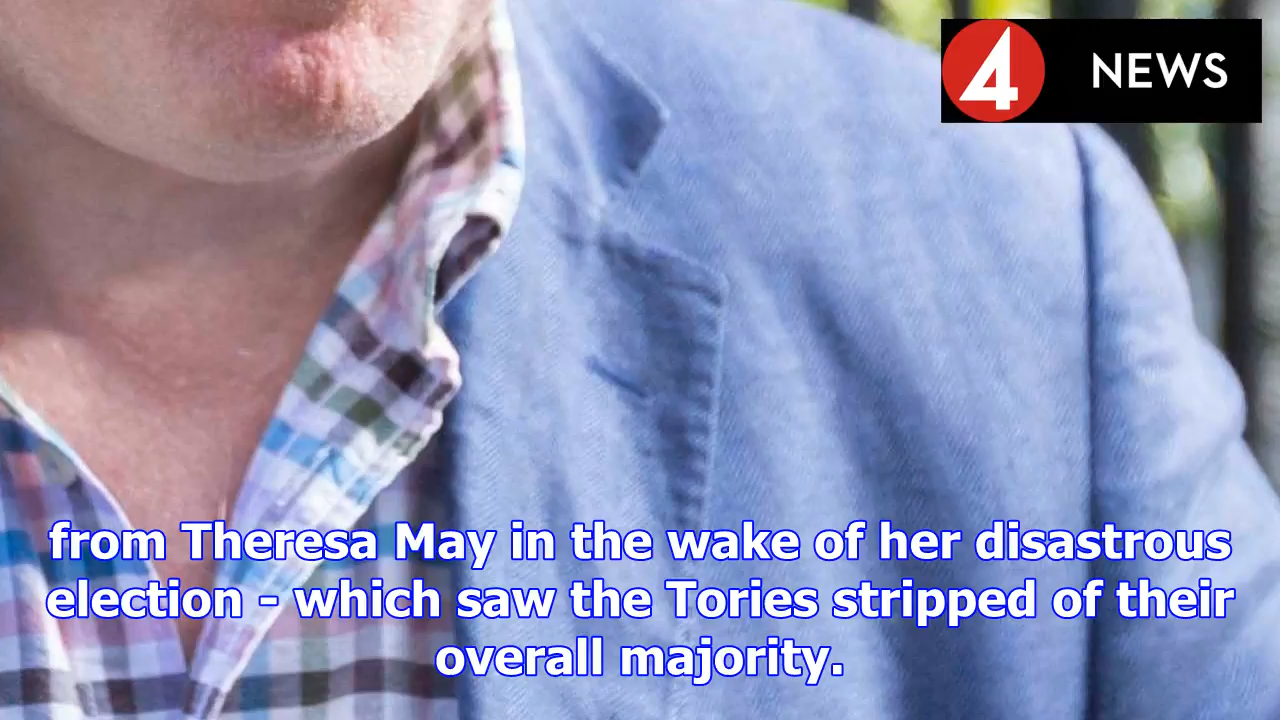 4 NEWS
from Theresa May in the wake of her disastrous
election - which saw the Tories stripped of their
overall majority.